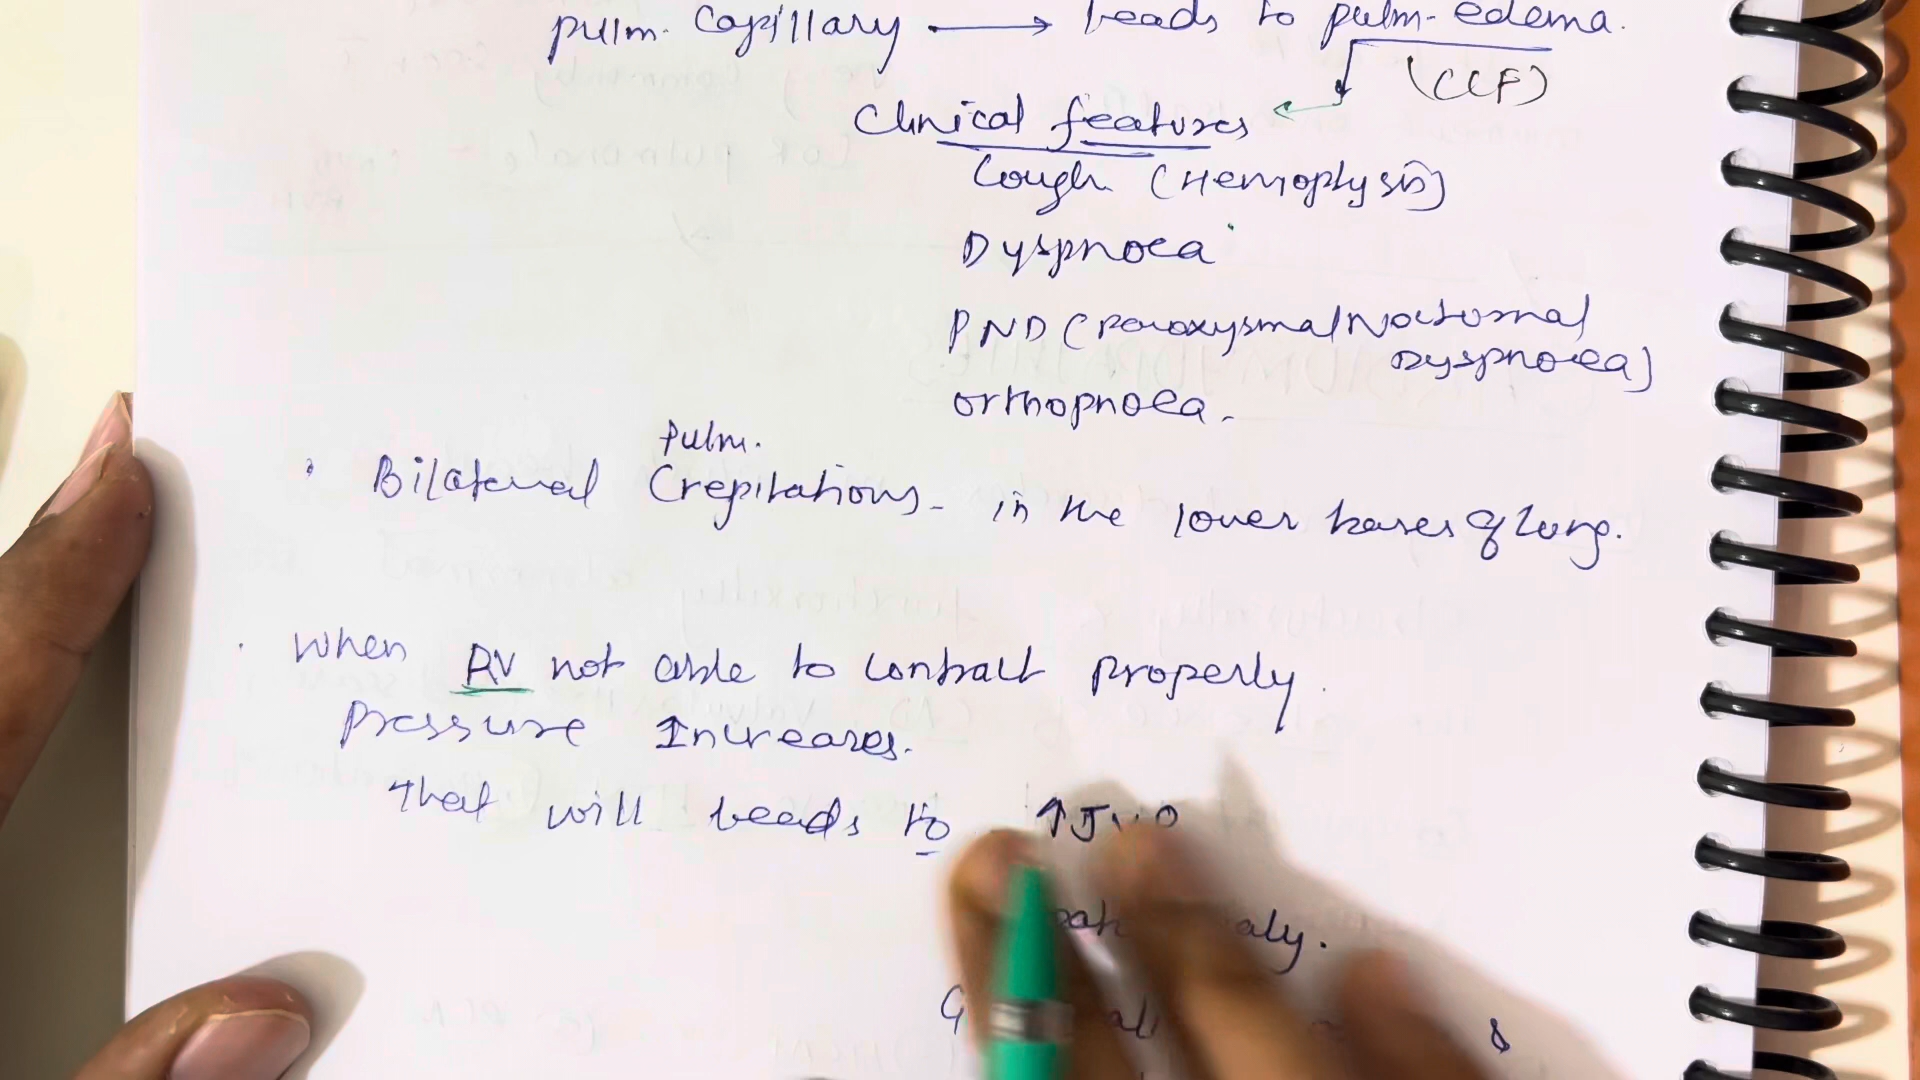 pulm. Capillary → leads to pulm-edema.
(CCF)
Clinical features
Cough (Hemoptysis)
Dyspnoea
PND (Paroxysmal Nocturnal
Dyspnoea)
Orthopnoea.
pulm.
Bilateral Crepitations - in the lower bases of lung.
When RV not able to contract properly.
Pressure Increases.
that will leads to ↑JVP